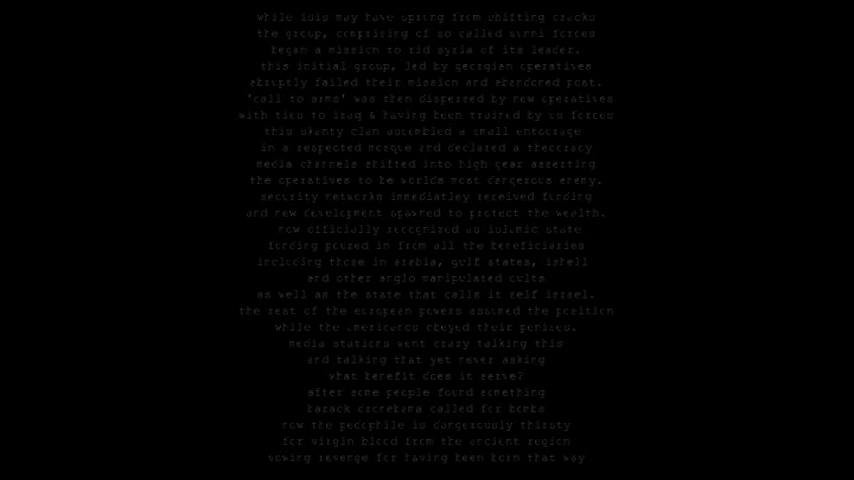 while isis may have sprung from shifting cracks
the group, comprising of so called sunni forces
began a mission to rid syria of its leader.
this initial group, led by georgian operatives
abruptly failed their mission and abandoned post.
'call to arms' was then dispersed by new operatives
with ties to iraq & having been trained by us forces
this skanty clan assembled a small entourage
in a respected mosque and declared a theocracy
media channels shifted into high gear asserting
the operatives to be worlds most dangerous enemy.
security networks immediatley received funding
and new development spawned to protect the wealth.
now officially recognized as islamic state
funding poured in from all the beneficiaries
including those in arabia, gulf states, ishell
and other anglo manipulated cults
as well as the state that calls it self israel.
the rest of the european powers assumed the position
while the americanos obeyed their penises.
media stations went crazy talking this
and talking that yet never asking
what benefit does it serve?
after some people found something
barack dronebama called for bombs
now the pedophile is dangerously thirsty
for virgin blood from the ancient region
vowing revenge for having been born that way